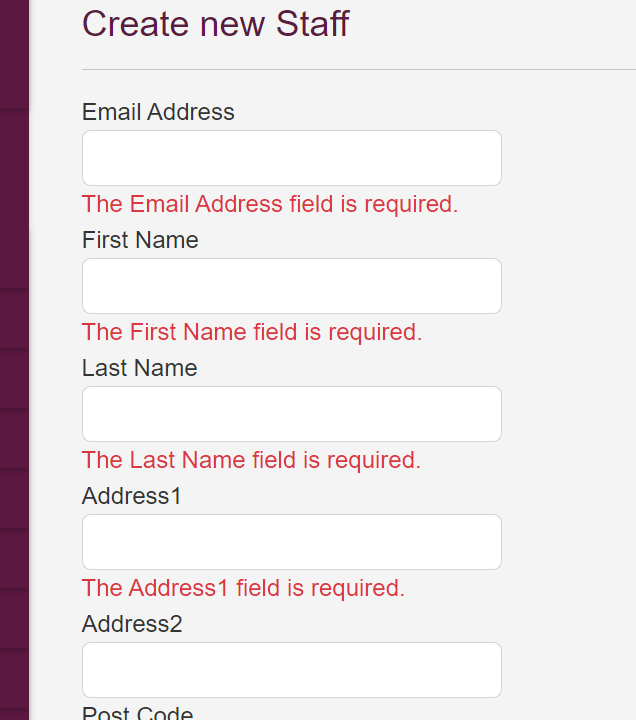 Create new Staff
Email Address
The Email Address field is required.
First Name
The First Name field is required.
Last Name
The Last Name field is required.
Address1
The Address1 field is required.
Address2
Post Code